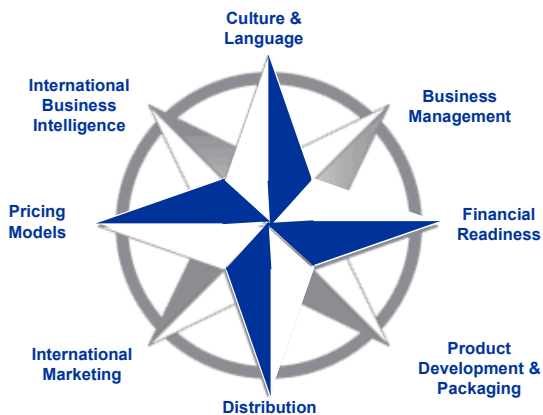 Culture &
Language
International
Business
Intelligence
Business
Management
Pricing
Models
Financial
Readiness
International
Marketing
Product
Development &
Packaging
Distribution